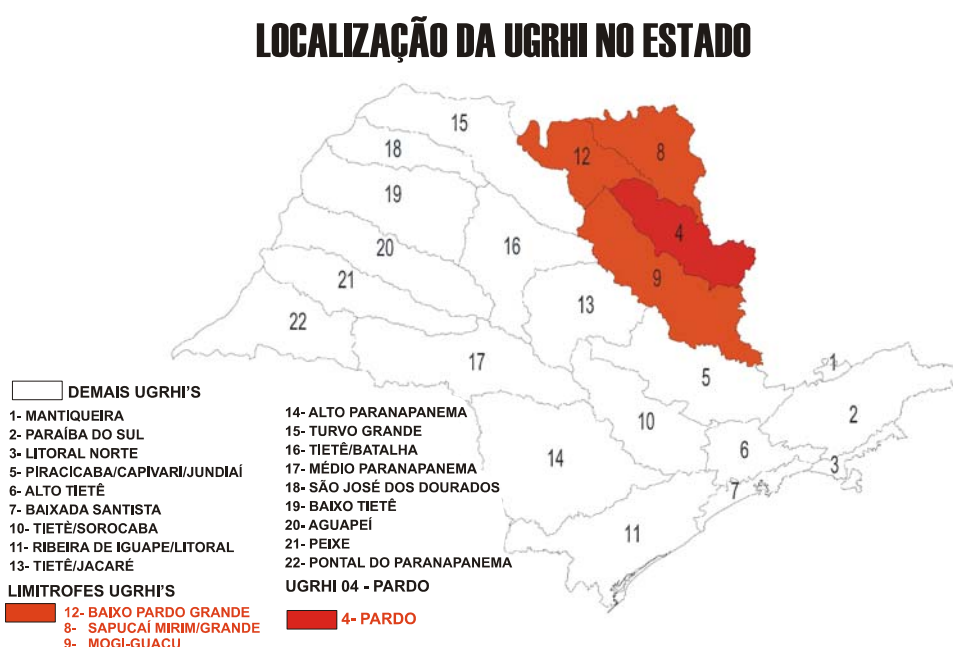 LOCALIZAÇÃO DA UGRHI NO ESTADO
15
18
12
8
19
4
20
16
9
21
13
22
17
1
5
2
10
14
6
3
7
11
DEMAIS UGRHI'S
1- MANTIQUEIRA
2- PARAÍBA DO SUL
3- LITORAL NORTE
5- PIRACICABA/CAPIVARI/JUNDIAÍ
6- ALTO TIETÊ
7- BAIXADA SANTISTA
10- TIETÈ/SOROCABA
11- RIBEIRA DE IGUAPE/LITORAL
13- TIETÊ/JACARÉ
14- ALTO PARANAPANEMA
15- TURVO GRANDE
16- TIETÊ/BATALHA
17- MÉDIO PARANAPANEMA
18- SÃO JOSÉ DOS DOURADOS
19- BAIXO TIETÊ
20- AGUAPEÍ
21- PEIXE
22- PONTAL DO PARANAPANEMA
LIMITROFES UGRHI'S
12- BAIXO PARDO GRANDE
8- SAPUCAÍ MIRIM/GRANDE
9- MOGI-GUAÇU
UGRHI 04 - PARDO
4- PARDO